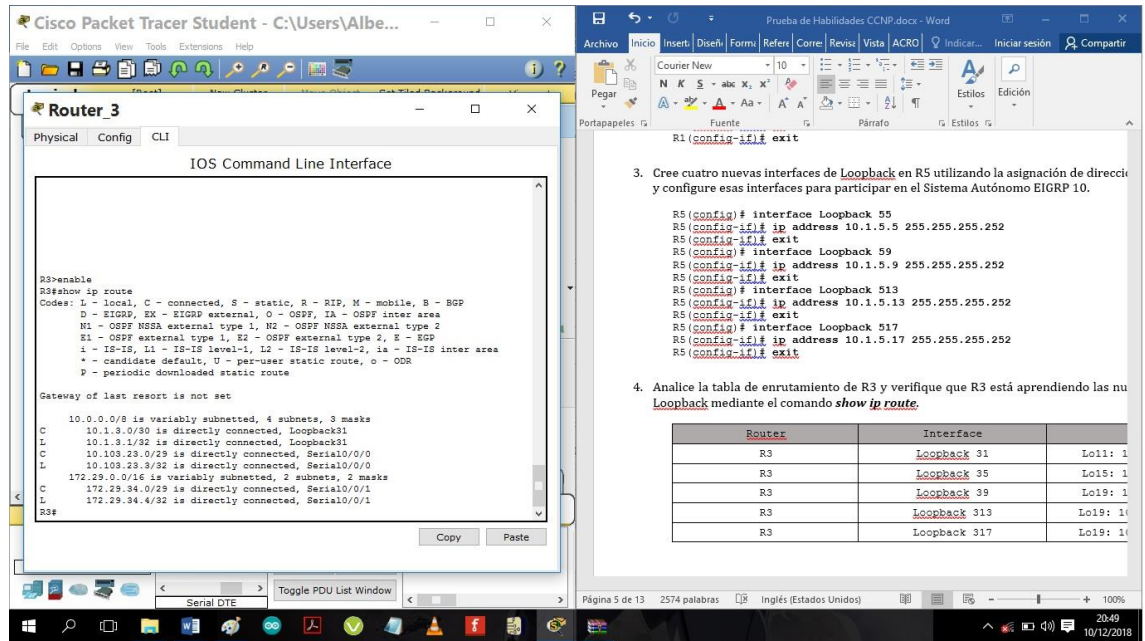 Cisco Packet Tracer Student - C:\Users\Albe...
File Edit Options View Tools Extensions Help
Router_3
Physical Config CLI
IOS Command Line Interface
R3>enable
R3#show ip route
Codes: L - local, C - connected, S - static, R - RIP, M - mobile, B - BGP
D - EIGRP, EX - EIGRP external, O - OSPF, IA - OSPF inter area
N1 - OSPF NSSA external type 1, N2 - OSPF NSSA external type 2
E1 - OSPF external type 1, E2 - OSPF external type 2, E - EGP
i - IS-IS, L1 - IS-IS level-1, L2 - IS-IS level-2, ia - IS-IS inter area
* - candidate default, U - per-user static route, o - ODR
P - periodic downloaded static route
Gateway of last resort is not set
10.0.0.0/8 is variably subnetted, 4 subnets, 3 masks
C 10.1.3.0/30 is directly connected, Loopback31
L 10.1.3.1/32 is directly connected, Loopback31
C 10.103.23.0/29 is directly connected, Serial0/0/0
L 10.103.23.3/32 is directly connected, Serial0/0/0
172.29.0.0/16 is variably subnetted, 2 subnets, 2 masks
C 172.29.34.0/29 is directly connected, Serial0/0/1
L 172.29.34.4/32 is directly connected, Serial0/0/1
R3#
Copy Paste
Toggle PDU List Window
Serial DTE
Prueba de Habilidades CCNP.docx - Word
Archivo Inicio Insert Diseñ Forma Refere Corre Revisa Vista ACRO Indicar... Iniciar sesión Compartir
Courier New 10
Pegar
N K S abc X₂ X²
Estilos Edición
Portapapeles Fuente Párrafo Estilos
R1(config-if)# exit
3. Cree cuatro nuevas interfaces de Loopback en R5 utilizando la asignación de direcci
y configure esas interfaces para participar en el Sistema Autónomo EIGRP 10.
R5(config)# interface Loopback 55
R5(config-if)# ip address 10.1.5.5 255.255.255.252
R5(config-if)# exit
R5(config)# interface Loopback 59
R5(config-if)# ip address 10.1.5.9 255.255.255.252
R5(config-if)# exit
R5(config)# interface Loopback 513
R5(config-if)# ip address 10.1.5.13 255.255.255.252
R5(config-if)# exit
R5(config)# interface Loopback 517
R5(config-if)# ip address 10.1.5.17 255.255.255.252
R5(config-if)# exit
4. Analice la tabla de enrutamiento de R3 y verifique que R3 está aprendiendo las nu
Loopback mediante el comando show ip route.
Router Interface
R3 Loopback 31 Lo11: 1
R3 Loopback 35 Lo15: 1
R3 Loopback 39 Lo19: 1
R3 Loopback 313 Lo19: 10
R3 Loopback 317 Lo19: 10
Página 5 de 13 2574 palabras Inglés (Estados Unidos) 100%
20:49
10/12/2018